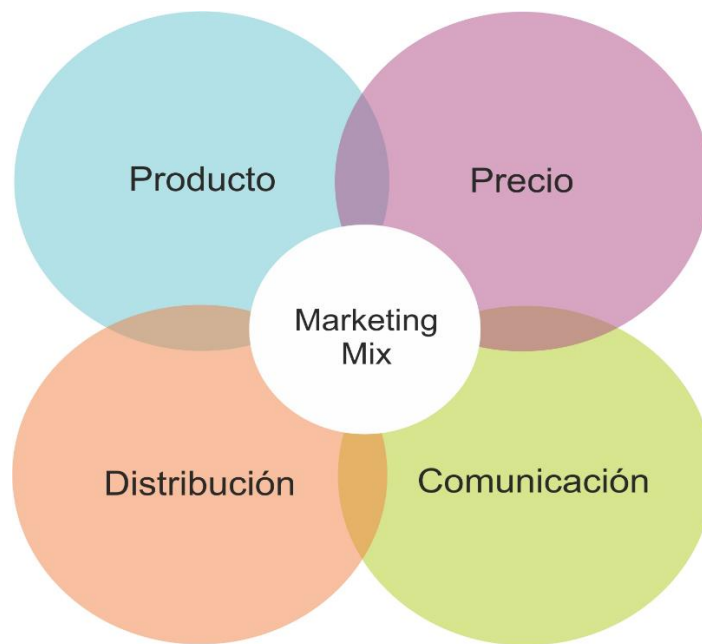 Producto
Precio
Marketing
Mix
Distribución
Comunicación